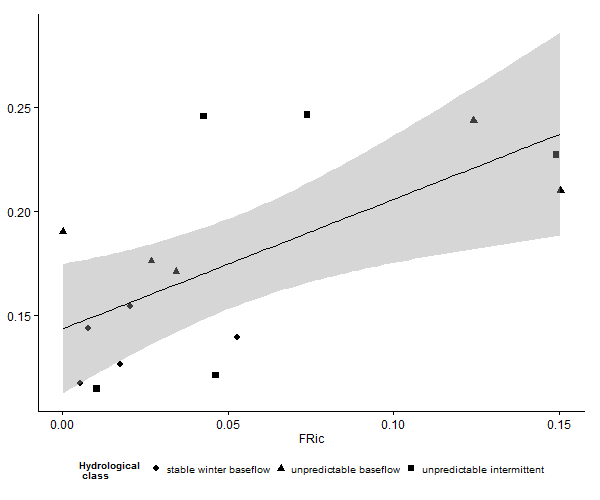 0.25
0.20
0.15
0.00 0.05 0.10 0.15
FRic
Hydrological
class
stable winter baseflow unpredictable baseflow unpredictable intermittent